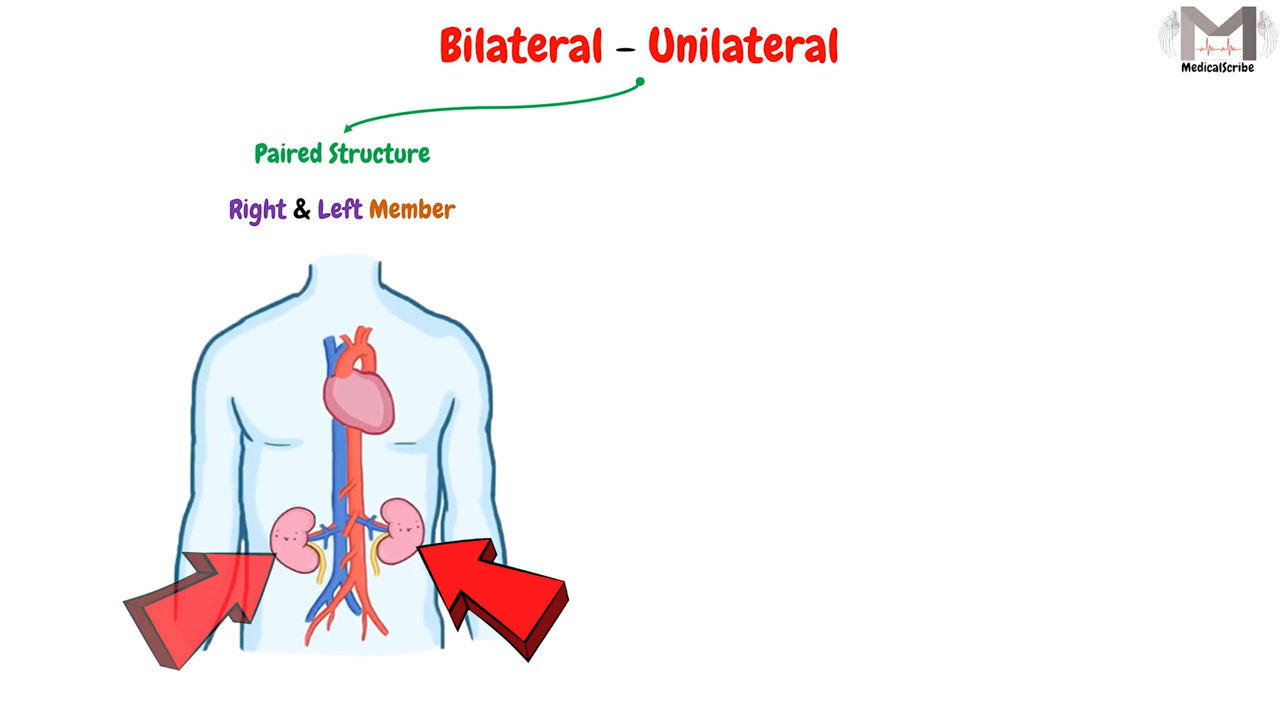 Bilateral – Unilateral
MedicalScribe
Paired Structure
Right & Left Member